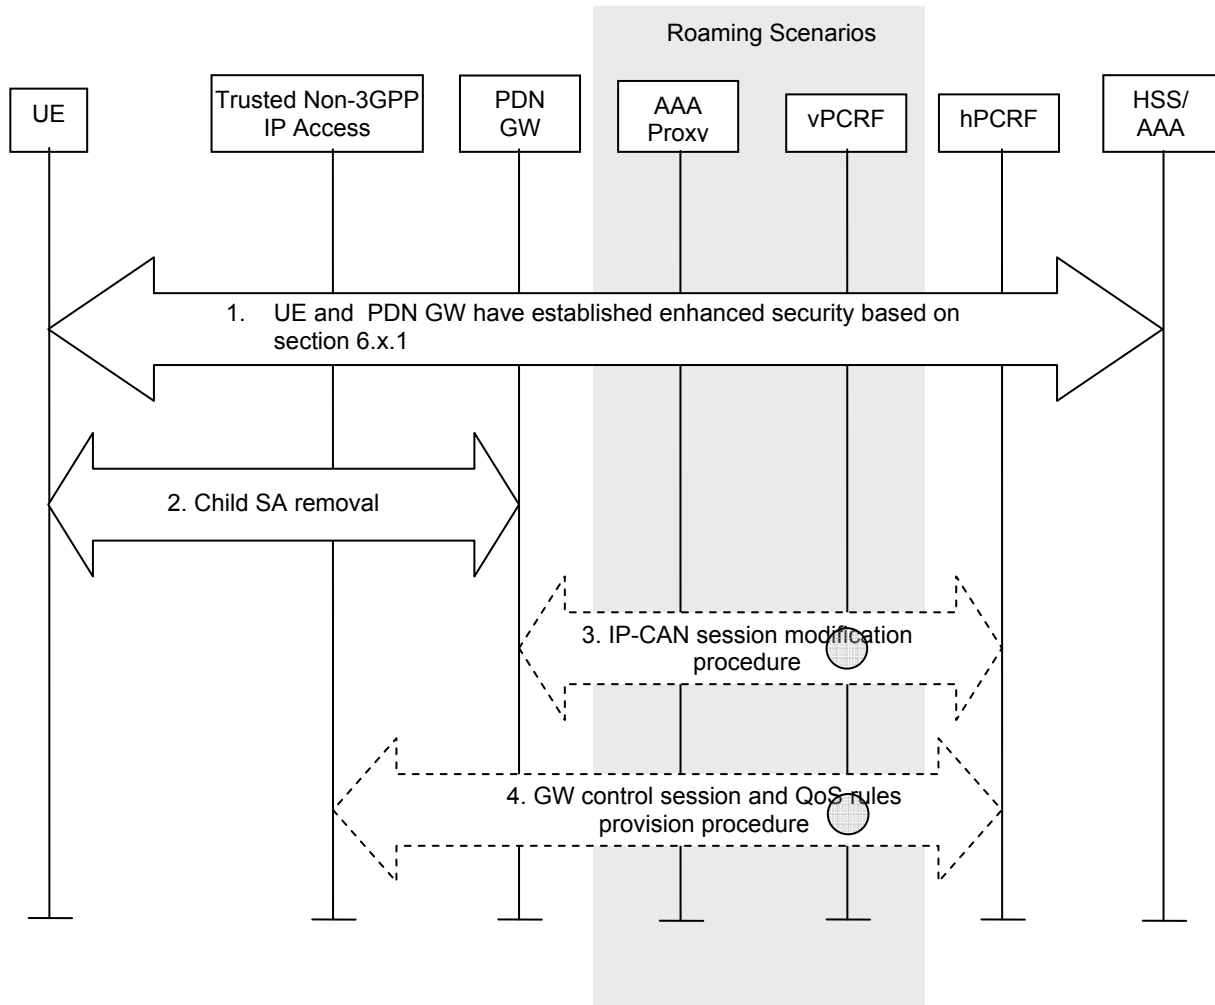 Roaming Scenarios
UE
Trusted Non-3GPP
IP Access
PDN
GW
AAA
Proxy
vPCRF
hPCRF
HSS/
AAA
1. UE and PDN GW have established enhanced security based on
section 6.x.1
2. Child SA removal
3. IP-CAN session modification
procedure
4. GW control session and QoS rules
provision procedure